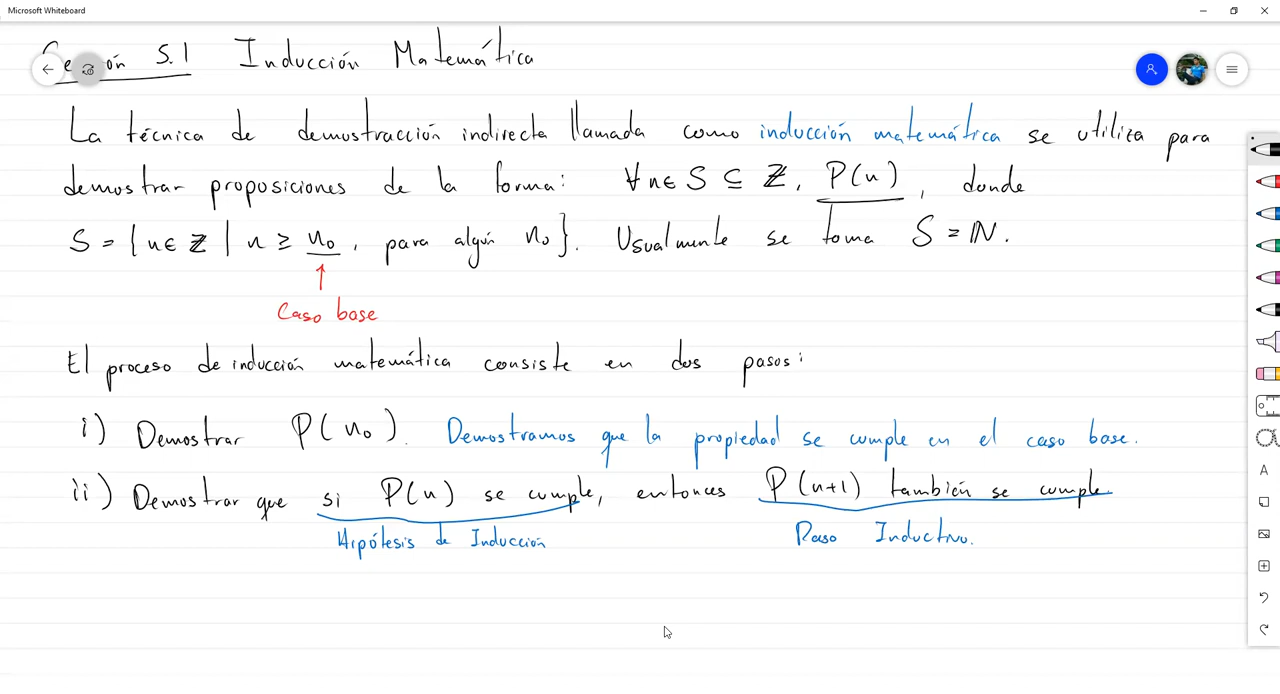 Microsoft Whiteboard
5.1 Inducción Matemática
La técnica de demostracción indirecta llamada como inducción matemática se utiliza para
demostrar proposiciones de la forma: ∀n∈ S ⊆ ℤ, P(n), donde
S = {n∈ ℤ | n ≥ n₀, para algún n₀}. Usualmente se toma S = ℕ.
↑
Caso base
El proceso de inducción matemática consiste en dos pasos:
i) Demostrar P(n₀). Demostramos que la propiedad se cumple en el caso base.
ii) Demostrar que si P(n) se cumple, entonces P(n+1) también se cumple.
Hipótesis de Inducción Paso Inductivo.
A